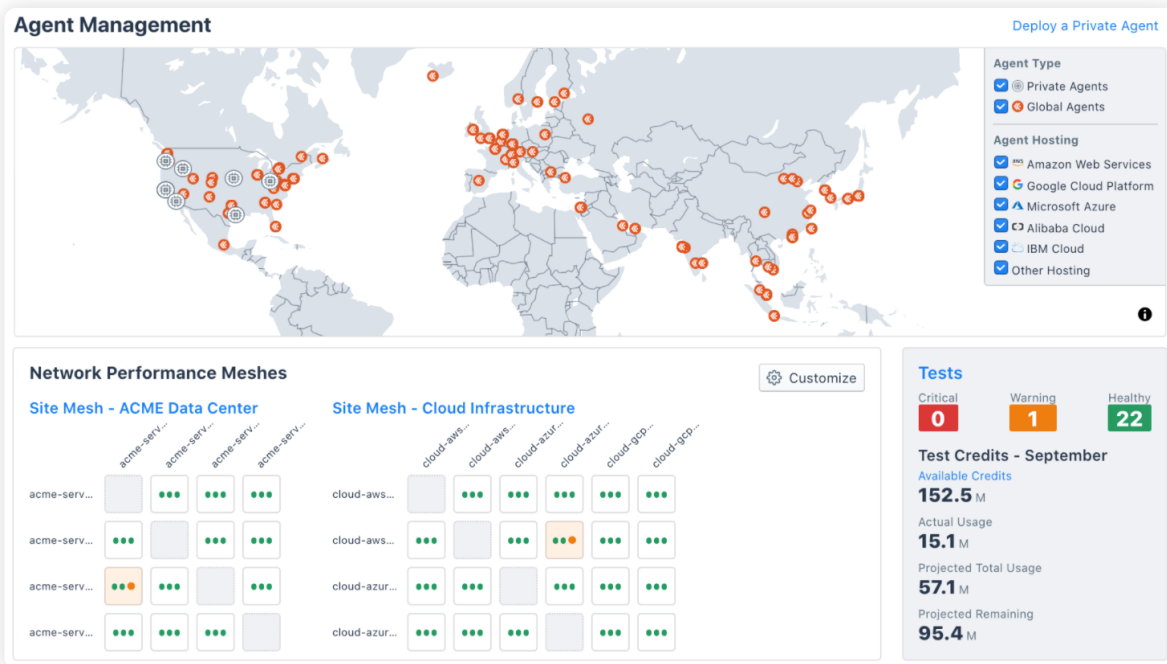 Agent Management
Deploy a Private Agent
Agent Type
Private Agents
Global Agents
Agent Hosting
Amazon Web Services
Google Cloud Platform
Microsoft Azure
Alibaba Cloud
IBM Cloud
Other Hosting
Network Performance Meshes
Customize
Site Mesh - ACME Data Center
acme-serv...
acme-serv...
acme-serv...
acme-serv...
acme-serv...
acme-serv...
acme-serv...
acme-serv...
Site Mesh - Cloud Infrastructure
cloud-aws...
cloud-aws...
cloud-azur...
cloud-azur...
cloud-gcp...
cloud-gcp...
cloud-aws...
cloud-aws...
cloud-azur...
cloud-azur...
Tests
Critical
0
Warning
1
Healthy
22
Test Credits - September
Available Credits
152.5 M
Actual Usage
15.1 M
Projected Total Usage
57.1 M
Projected Remaining
95.4 M